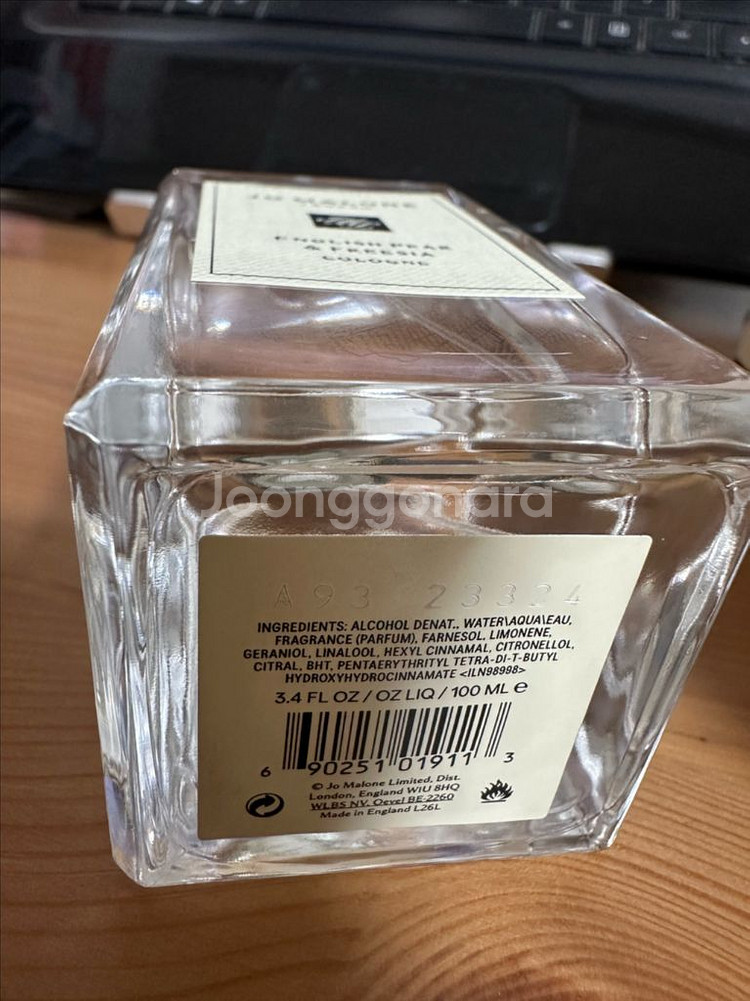 JO MALONE
LONDON
ENGLISH PEAR
& FREESIA
COLOGNE
Joonggonara
INGREDIENTS: ALCOHOL DENAT., WATER\AQUA\EAU,
FRAGRANCE (PARFUM), FARNESOL, LIMONENE,
GERANIOL, LINALOOL, HEXYL CINNAMAL, CITRONELLOL,
CITRAL, BHT, PENTAERYTHRITYL TETRA-DI-T-BUTYL
HYDROXYHYDROCINNAMATE <ILN98998>
3.4 FL OZ / OZ LIQ / 100 ML e
6 90251 01911 3
© Jo Malone Limited, Dist.
London, England W1U 8HQ
WLBS NV, Oevel BE-2260
Made in England L26L